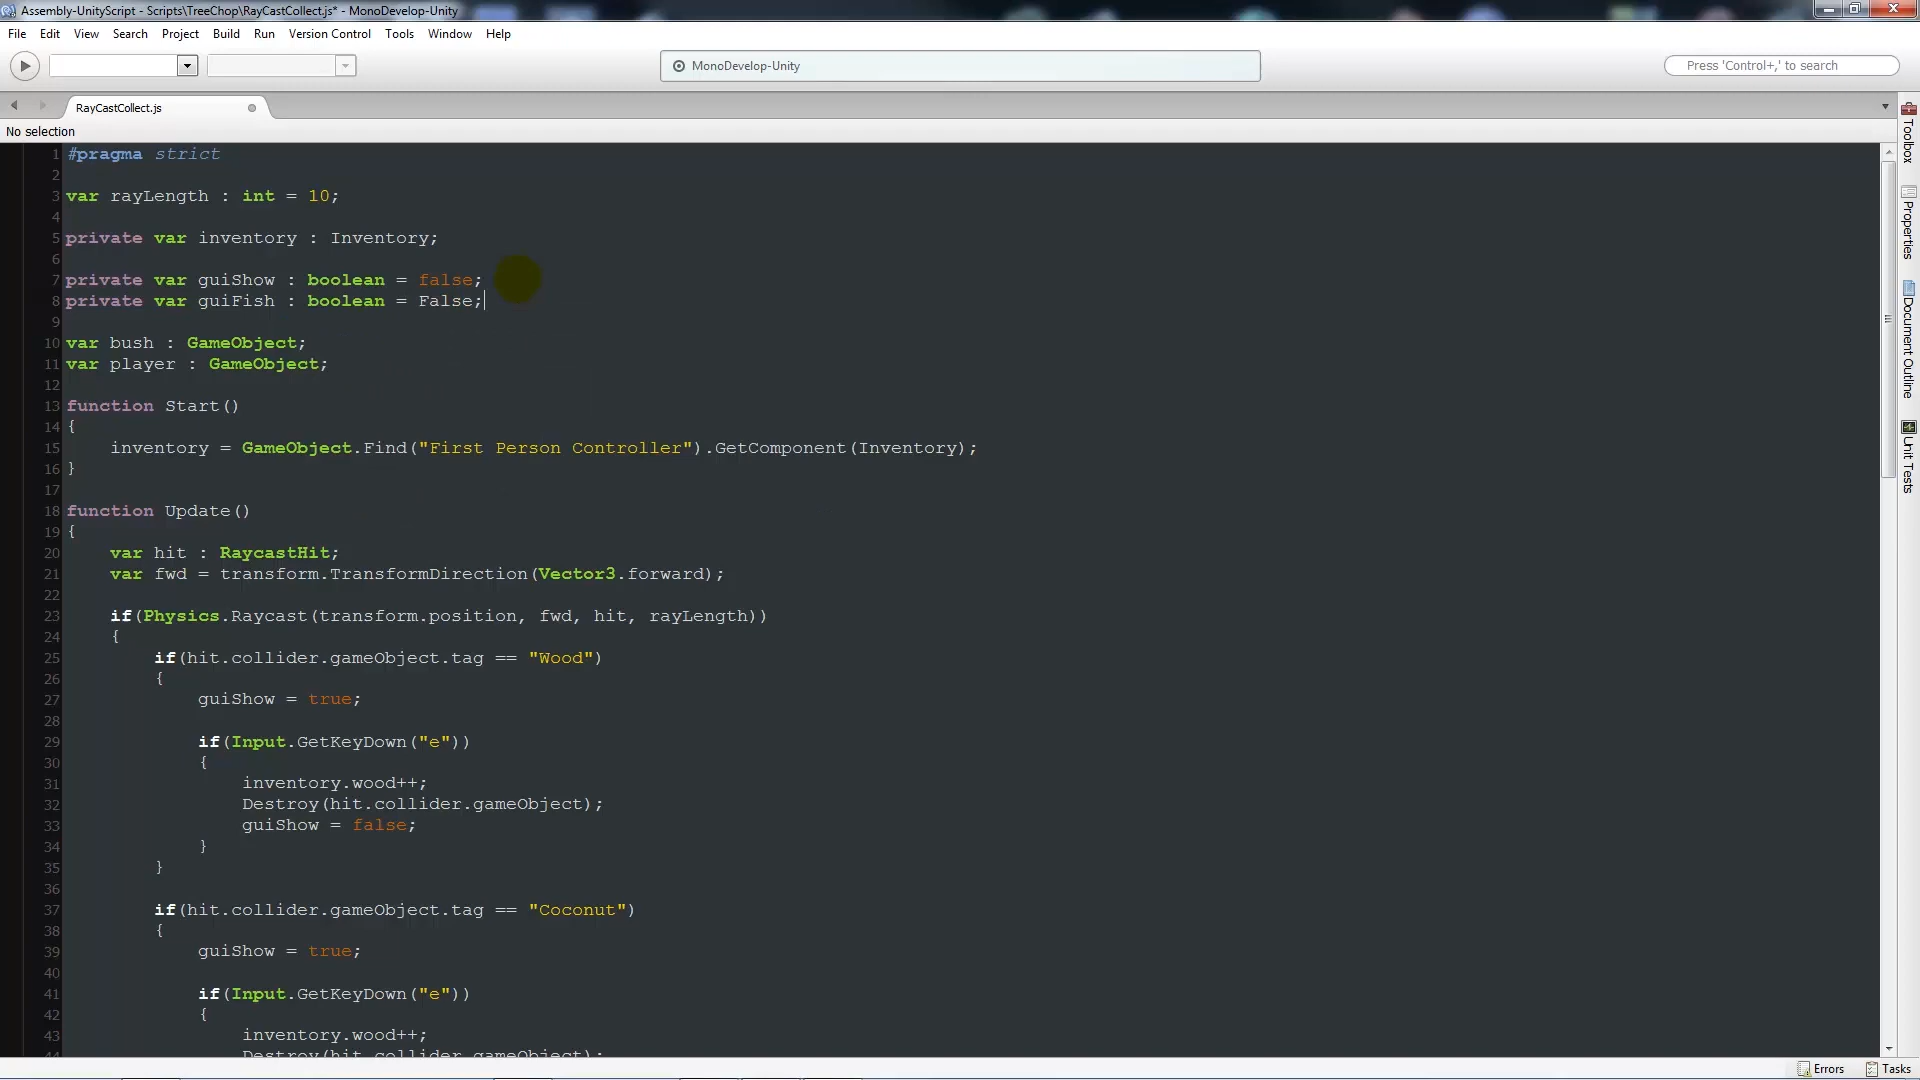 Assembly-UnityScript - Scripts\TreeChop\RayCastCollect.js* - MonoDevelop-Unity
File Edit View Search Project Build Run Version Control Tools Window Help
MonoDevelop-Unity
Press 'Control+,' to search
RayCastCollect.js
No selection
1 #pragma strict
2
3 var rayLength : int = 10;
4
5 private var inventory : Inventory;
6
7 private var guiShow : boolean = false;
8 private var guiFish : boolean = False;
9
10 var bush : GameObject;
11 var player : GameObject;
12
13 function Start()
14 {
15 inventory = GameObject.Find("First Person Controller").GetComponent(Inventory);
16 }
17
18 function Update()
19 {
20 var hit : RaycastHit;
21 var fwd = transform.TransformDirection(Vector3.forward);
22
23 if(Physics.Raycast(transform.position, fwd, hit, rayLength))
24 {
25 if(hit.collider.gameObject.tag == "Wood")
26 {
27 guiShow = true;
28
29 if(Input.GetKeyDown("e"))
30 {
31 inventory.wood++;
32 Destroy(hit.collider.gameObject);
33 guiShow = false;
34 }
35 }
36
37 if(hit.collider.gameObject.tag == "Coconut")
38 {
39 guiShow = true;
40
41 if(Input.GetKeyDown("e"))
42 {
43 inventory.wood++;
44 Destroy(hit.collider.gameObject);
Toolbox
Properties
Document Outline
Unit Tests
Errors Tasks